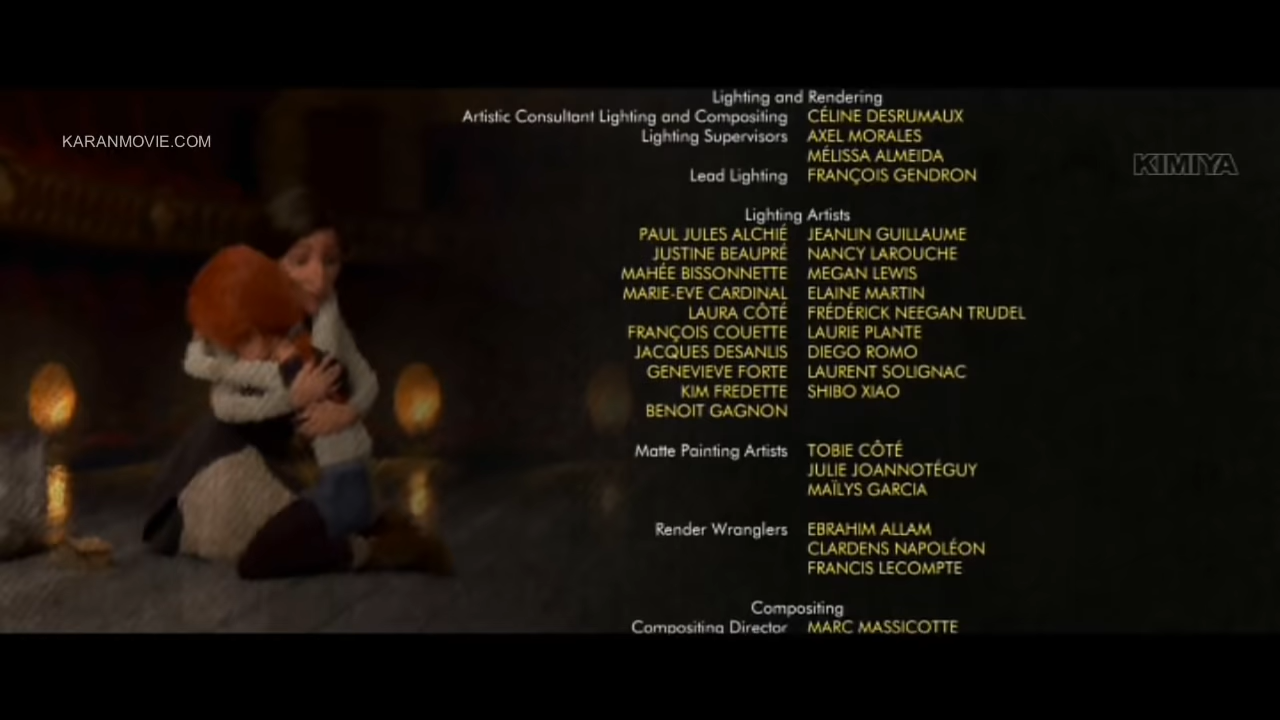 Lighting and Rendering
Artistic Consultant Lighting and Compositing CÉLINE DESRUMAUX
KARANMOVIE.COM
Lighting Supervisors AXEL MORALES
MÉLISSA ALMEIDA
KIMIYA
Lead Lighting FRANÇOIS GENDRON
Lighting Artists
PAUL JULES ALCHIÉ JEANLIN GUILLAUME
JUSTINE BEAUPRÉ NANCY LAROUCHE
MAHÉE BISSONNETTE MEGAN LEWIS
MARIE-EVE CARDINAL ELAINE MARTIN
LAURA CÔTÉ FRÉDÉRICK NEEGAN TRUDEL
FRANÇOIS COUETTE LAURIE PLANTE
JACQUES DESANLIS DIEGO ROMO
GENEVIEVE FORTE LAURENT SOLIGNAC
KIM FREDETTE SHIBO XIAO
BENOIT GAGNON
Matte Painting Artists TOBIE CÔTÉ
JULIE JOANNOTÉGUY
MAÏLYS GARCIA
Render Wranglers EBRAHIM ALLAM
CLARDENS NAPOLÉON
FRANCIS LECOMPTE
Compositing
Compositing Director MARC MASSICOTTE